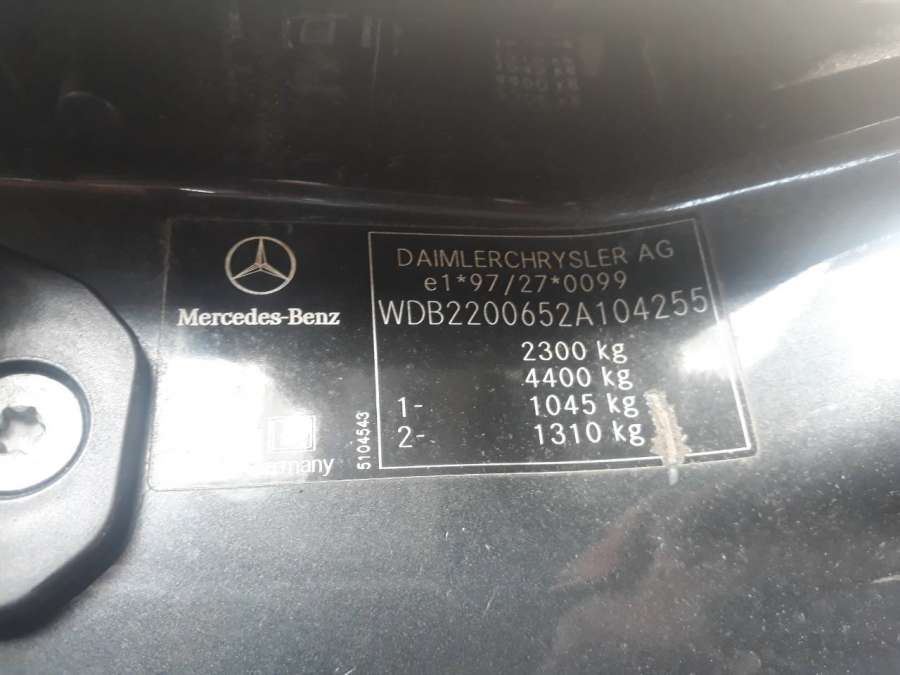 Mercedes-Benz
DAIMLERCHRYSLER AG
e1*97/27*0099
WDB2200652A104255
2300 kg
4400 kg
1- 1045 kg
2- 1310 kg
5104543